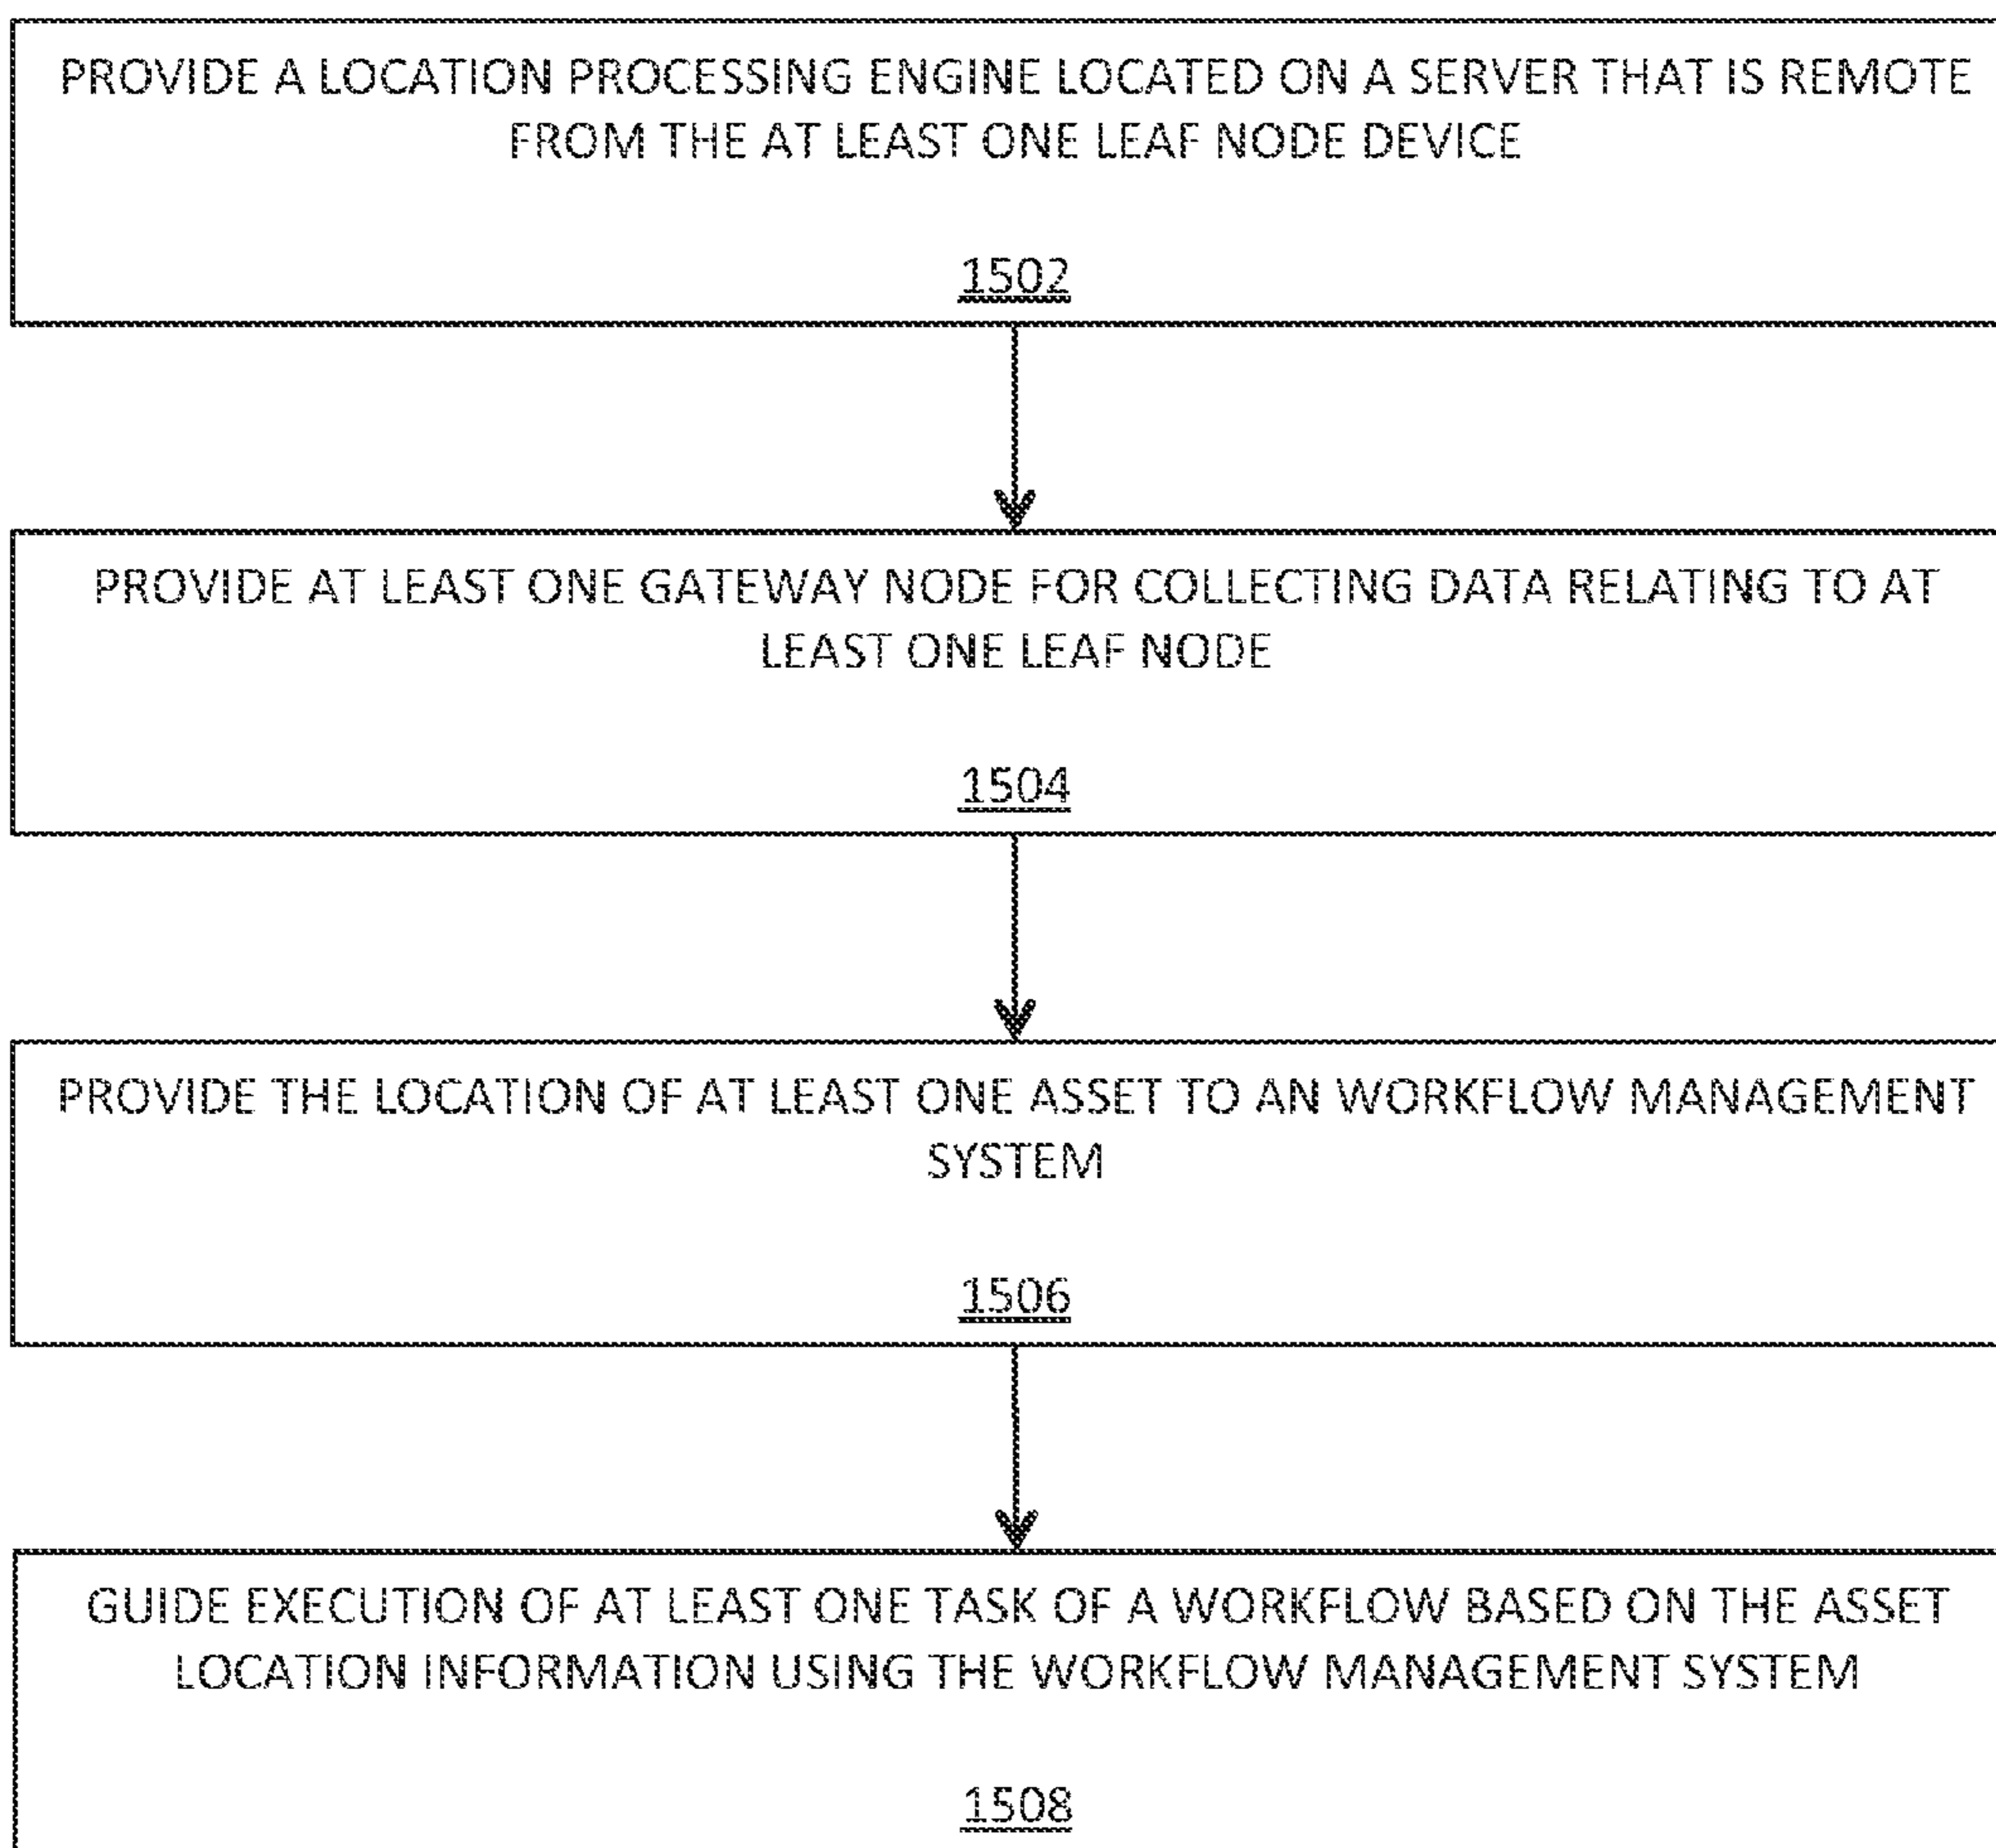 PROVIDE A LOCATION PROCESSING ENGINE LOCATED ON A SERVER THAT IS REMOTE
FROM THE AT LEAST ONE LEAF NODE DEVICE
1502
PROVIDE AT LEAST ONE GATEWAY NODE FOR COLLECTING DATA RELATING TO AT
LEAST ONE LEAF NODE
1504
PROVIDE THE LOCATION OF AT LEAST ONE ASSET TO AN WORKFLOW MANAGEMENT
SYSTEM
1506
GUIDE EXECUTION OF AT LEAST ONE TASK OF A WORKFLOW BASED ON THE ASSET
LOCATION INFORMATION USING THE WORKFLOW MANAGEMENT SYSTEM
1508